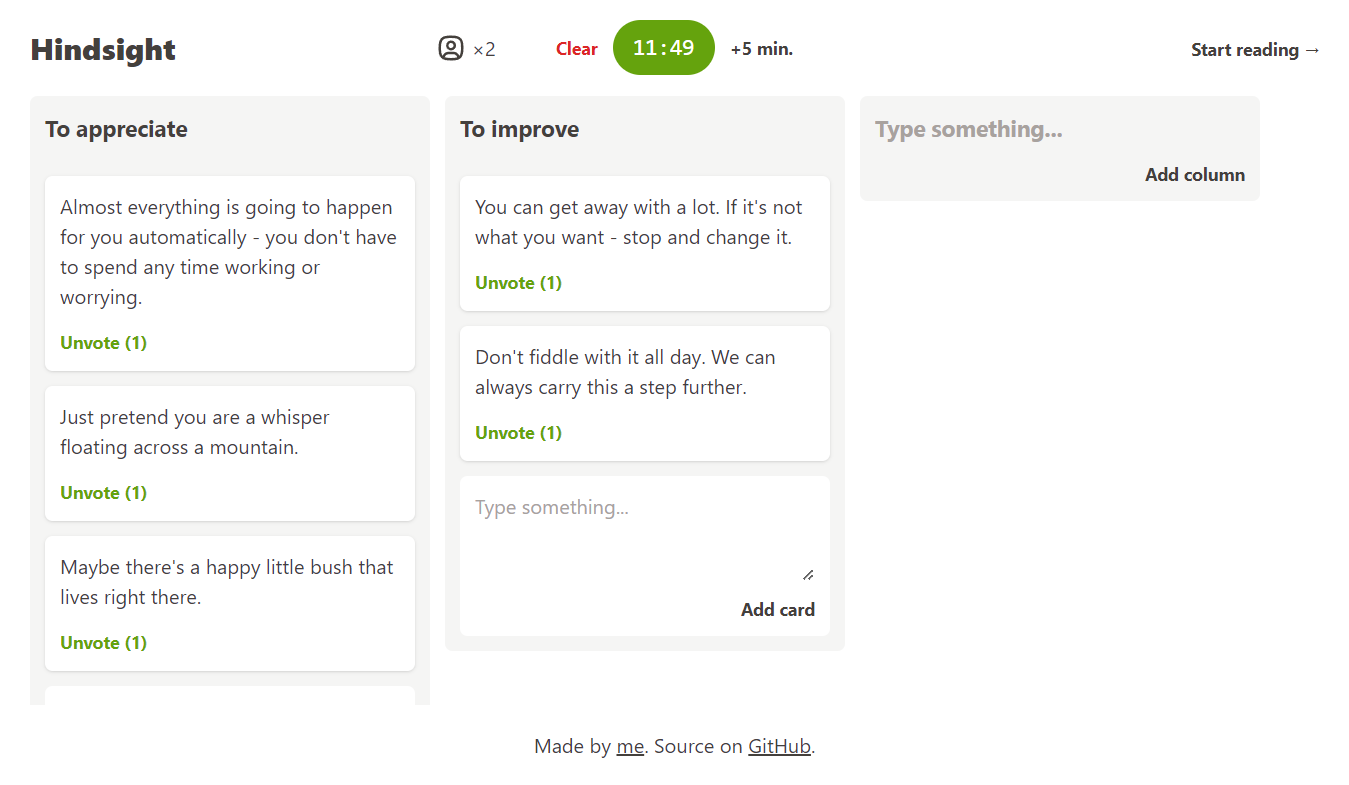 Hindsight
×2
Clear
11:49
+5 min.
Start reading →
To appreciate
Almost everything is going to happen
for you automatically - you don't have
to spend any time working or
worrying.
Unvote (1)
Just pretend you are a whisper
floating across a mountain.
Unvote (1)
Maybe there's a happy little bush that
lives right there.
Unvote (1)
To improve
You can get away with a lot. If it's not
what you want - stop and change it.
Unvote (1)
Don't fiddle with it all day. We can
always carry this a step further.
Unvote (1)
Type something...
Add card
Type something...
Add column
Made by me. Source on GitHub.